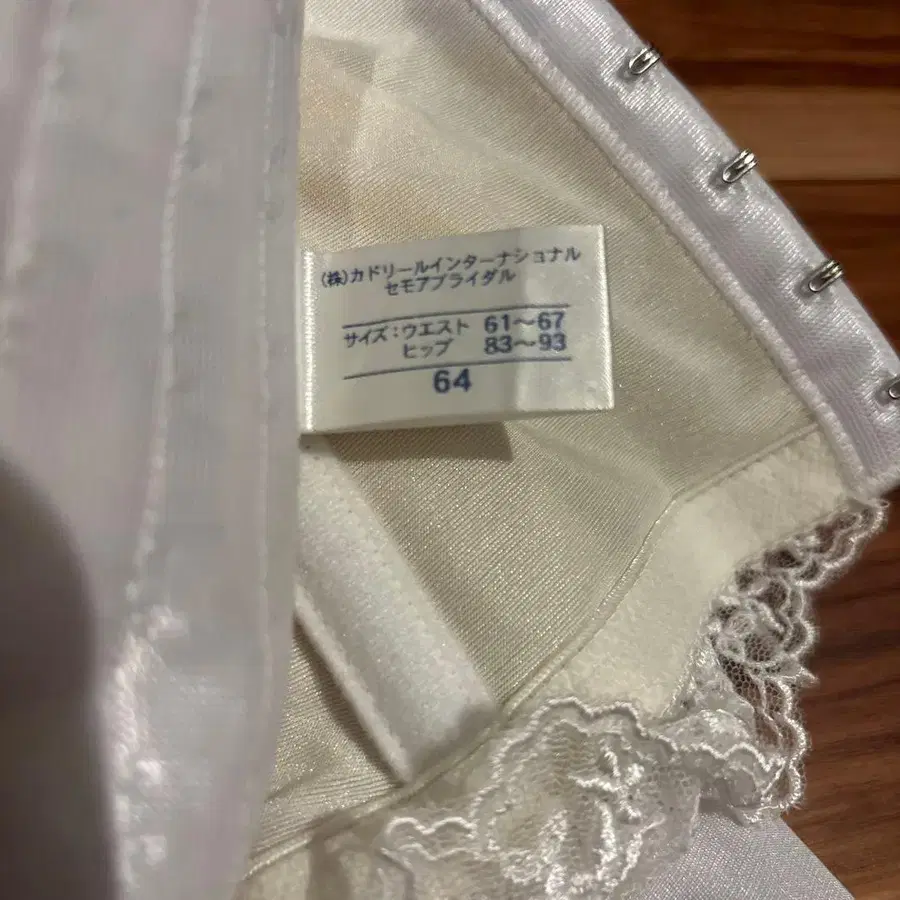 (株)カドリールインターナショナル
セモアブライダル
サイズ:ウエスト 61〜67
ヒップ 83〜93
64